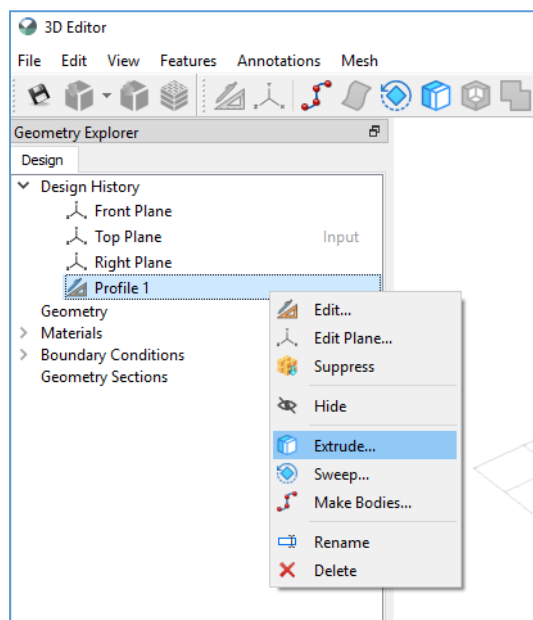 3D Editor
File Edit View Features Annotations Mesh
Geometry Explorer
Design
Design History
Front Plane
Top Plane Input
Right Plane
Profile 1
Geometry
Materials
Boundary Conditions
Geometry Sections
Edit...
Edit Plane...
Suppress
Hide
Extrude...
Sweep...
Make Bodies...
Rename
Delete